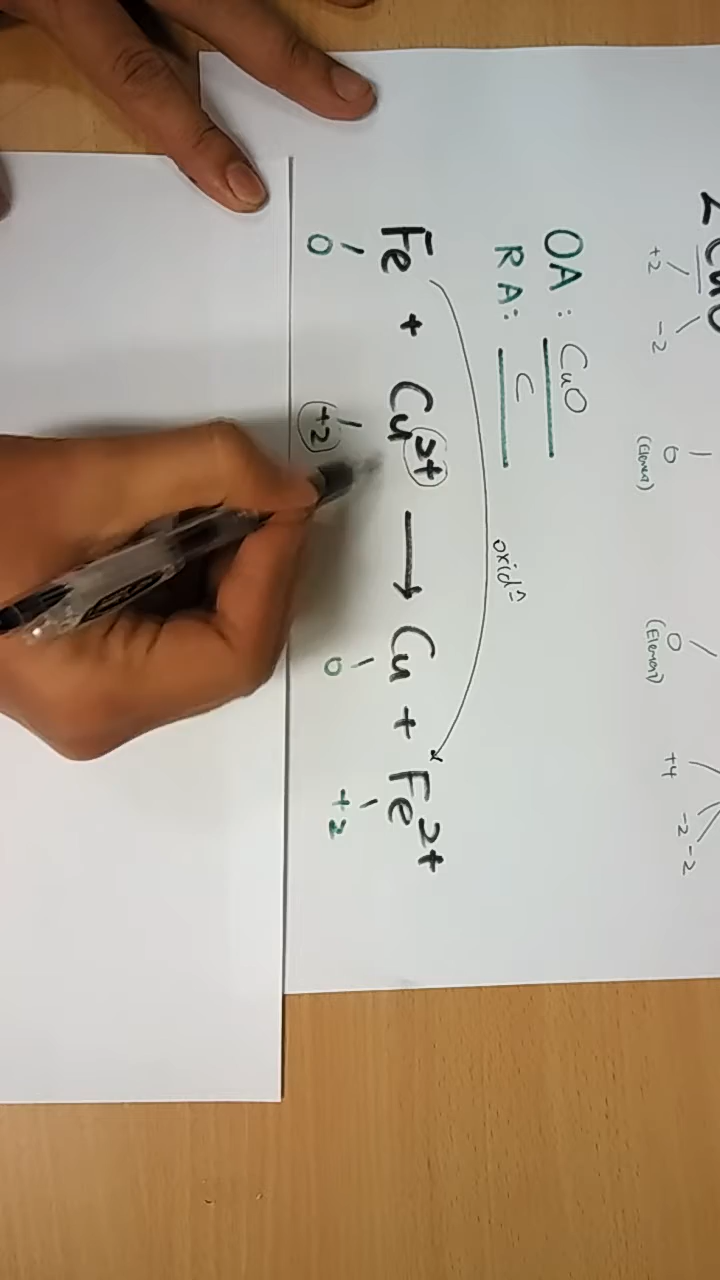 2CuO
+2 -2 0 0 +4 -2 -2
(Element) (Element)
OA: CuO
RA: C
oxidn
Fe + Cu2+ → Cu + Fe2+
0 +2 0 +2